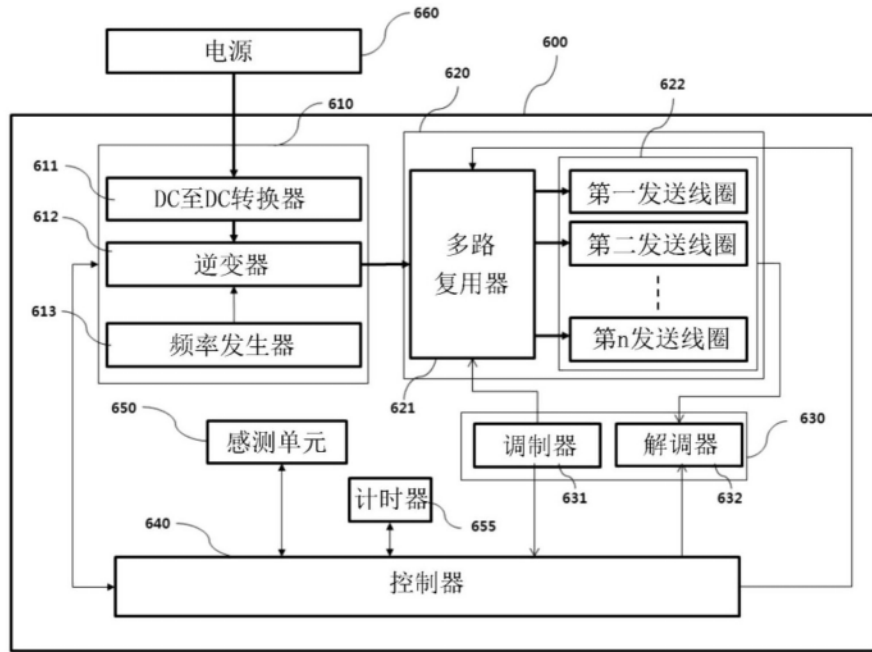 660
电源
600
610
620
622
611
DC至DC转换器
第一发送线圈
612
逆变器
多路
复用器
第二发送线圈
613
频率发生器
第n发送线圈
621
650
感测单元
调制器
解调器
630
631
632
计时器
655
640
控制器